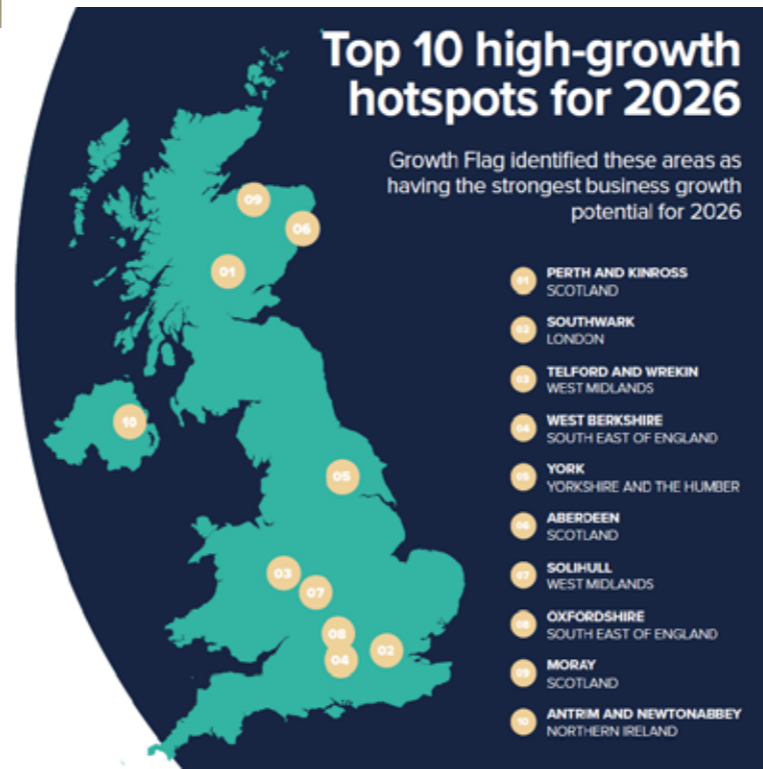 Top 10 high-growth
hotspots for 2026
Growth Flag identified these areas as
having the strongest business growth
potential for 2026
09
06
01
10
05
03
07
08
02
04
01 PERTH AND KINROSS
SCOTLAND
02 SOUTHWARK
LONDON
03 TELFORD AND WREKIN
WEST MIDLANDS
04 WEST BERKSHIRE
SOUTH EAST OF ENGLAND
05 YORK
YORKSHIRE AND THE HUMBER
06 ABERDEEN
SCOTLAND
07 SOLIHULL
WEST MIDLANDS
08 OXFORDSHIRE
SOUTH EAST OF ENGLAND
09 MORAY
SCOTLAND
10 ANTRIM AND NEWTONABBEY
NORTHERN IRELAND